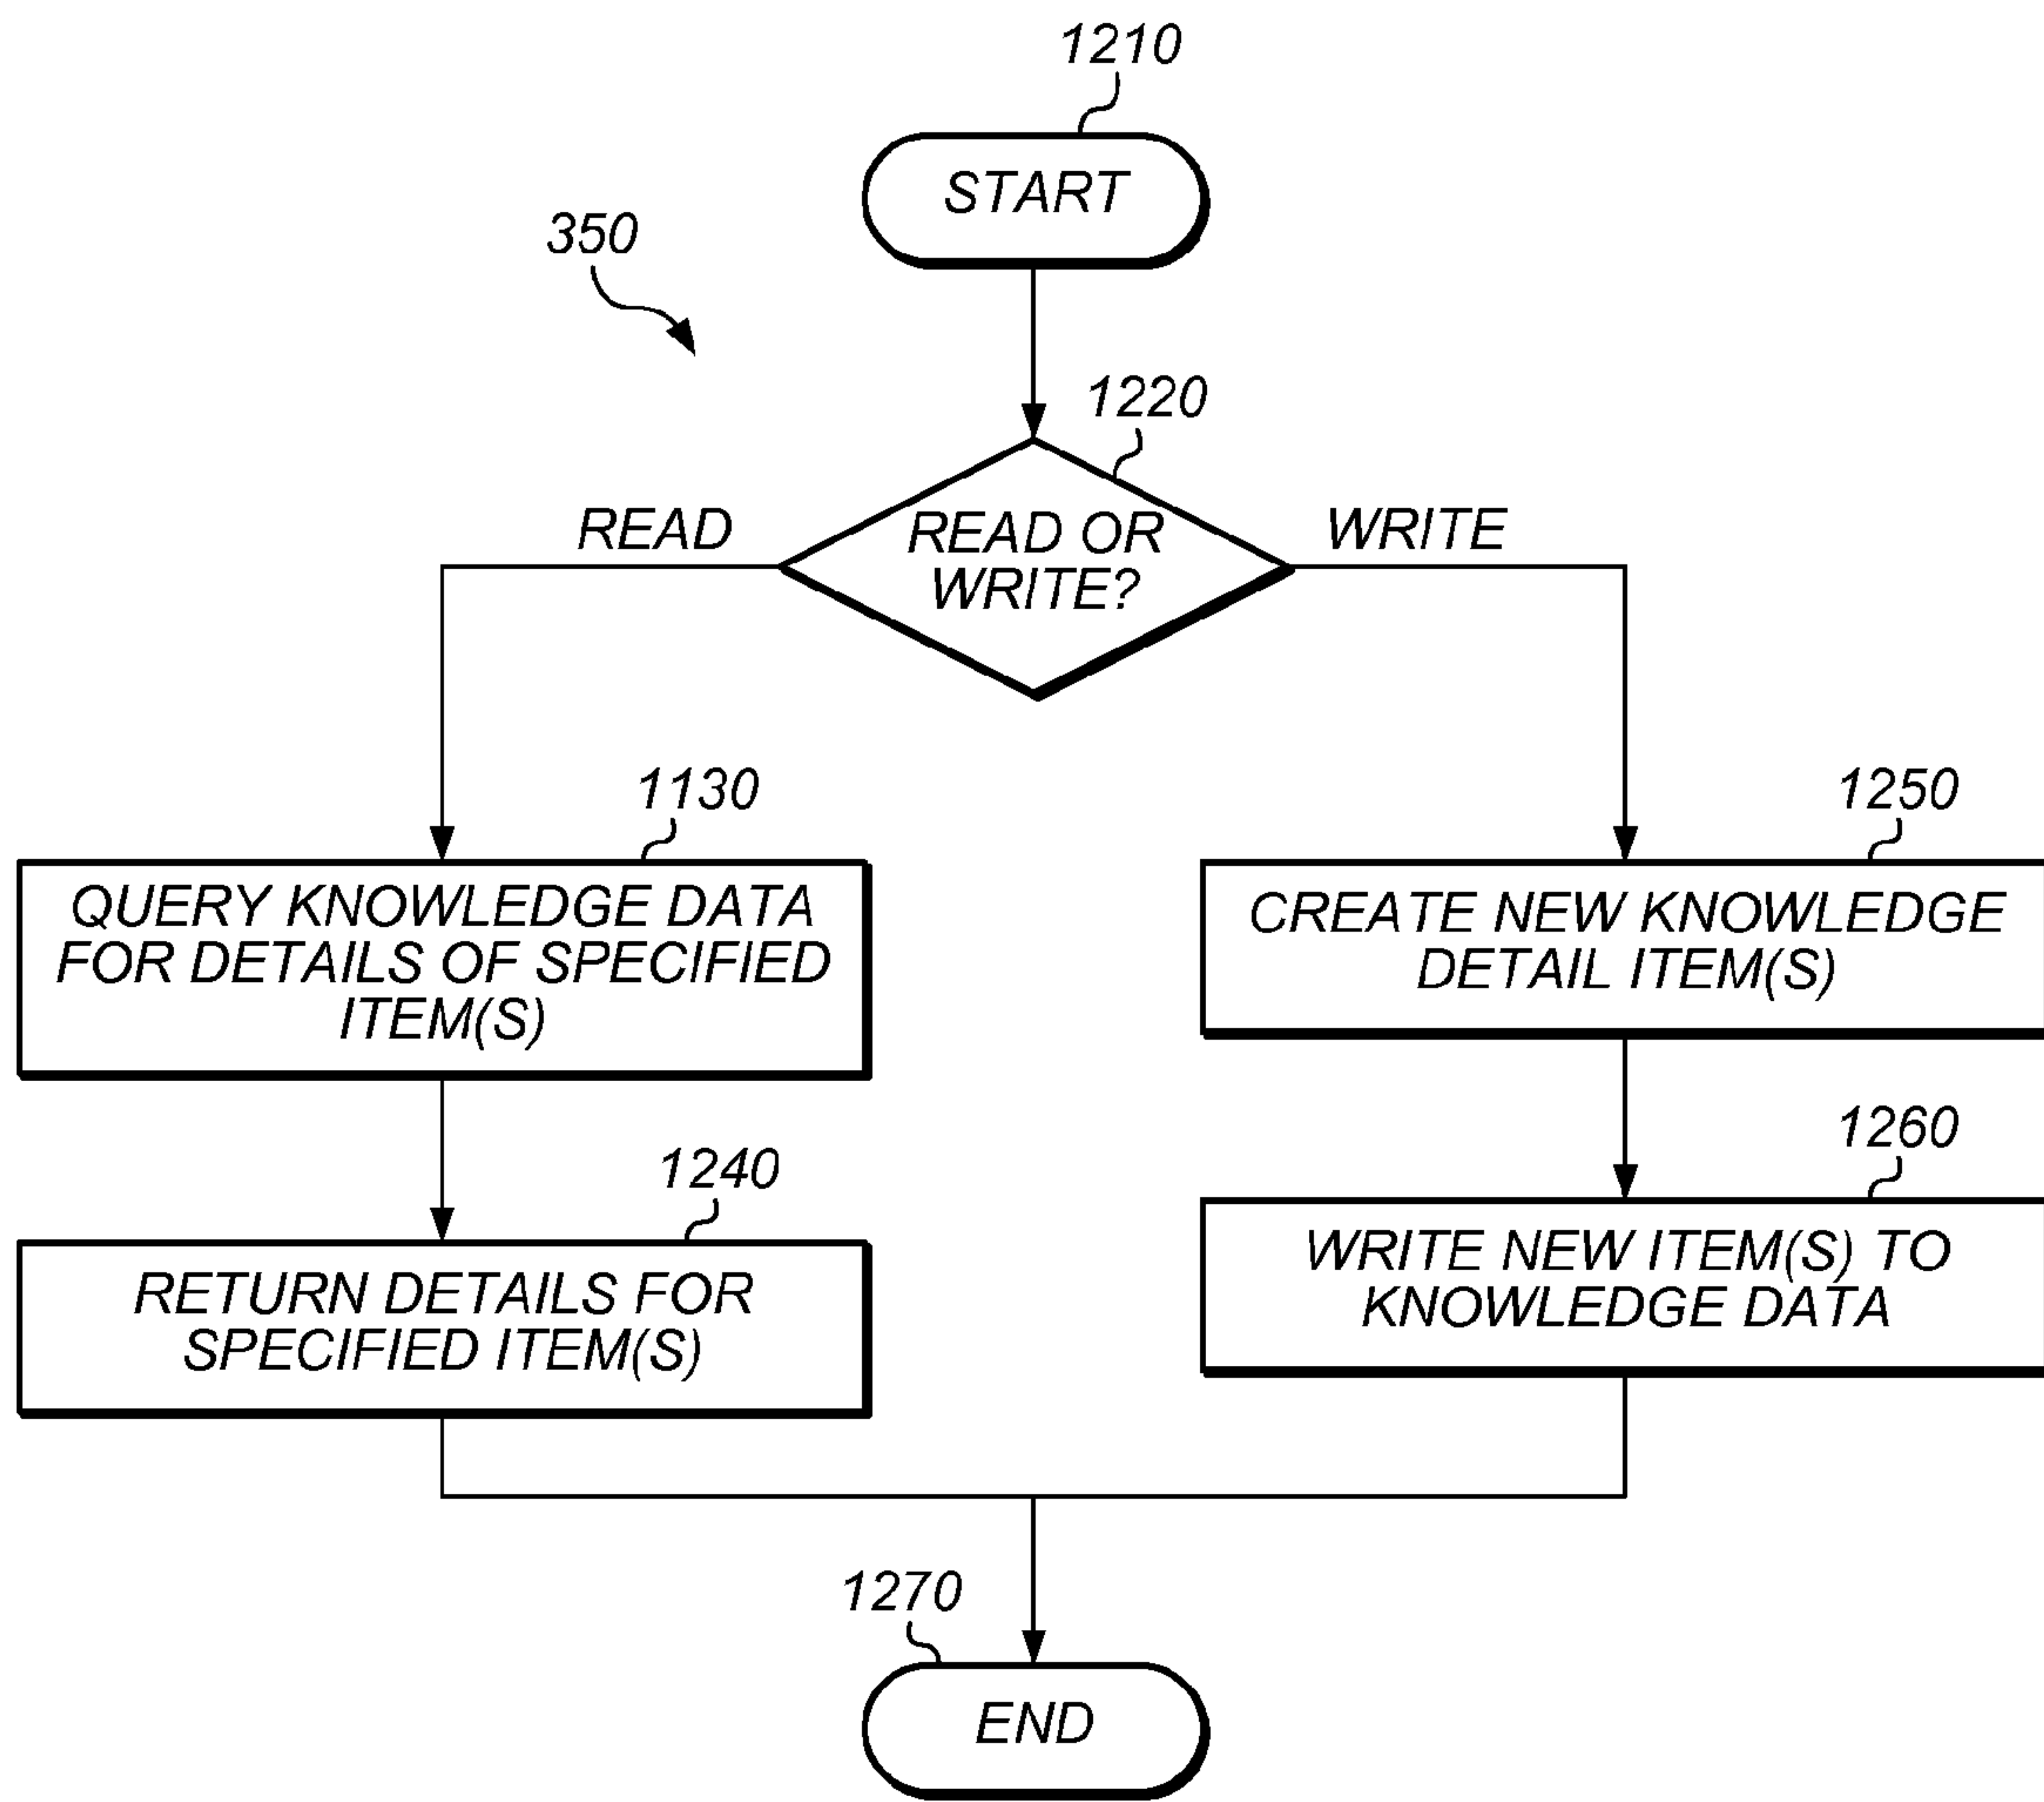 1210
START
350
1220
READ
READ OR
WRITE?
WRITE
1130
QUERY KNOWLEDGE DATA
FOR DETAILS OF SPECIFIED
ITEM(S)
1250
CREATE NEW KNOWLEDGE
DETAIL ITEM(S)
1240
RETURN DETAILS FOR
SPECIFIED ITEM(S)
1260
WRITE NEW ITEM(S) TO
KNOWLEDGE DATA
1270
END